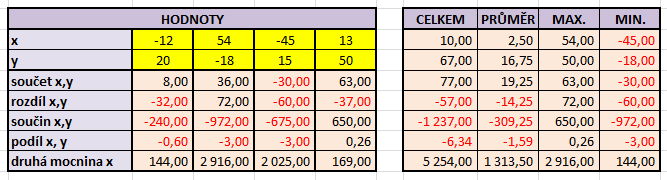 HODNOTY CELKEM PRŮMĚR MAX. MIN.
x -12 54 -45 13 10,00 2,50 54,00 -45,00
y 20 -18 15 50 67,00 16,75 50,00 -18,00
součet x,y 8,00 36,00 -30,00 63,00 77,00 19,25 63,00 -30,00
rozdíl x,y -32,00 72,00 -60,00 -37,00 -57,00 -14,25 72,00 -60,00
součin x,y -240,00 -972,00 -675,00 650,00 -1 237,00 -309,25 650,00 -972,00
podíl x, y -0,60 -3,00 -3,00 0,26 -6,34 -1,59 0,26 -3,00
druhá mocnina x 144,00 2 916,00 2 025,00 169,00 5 254,00 1 313,50 2 916,00 144,00